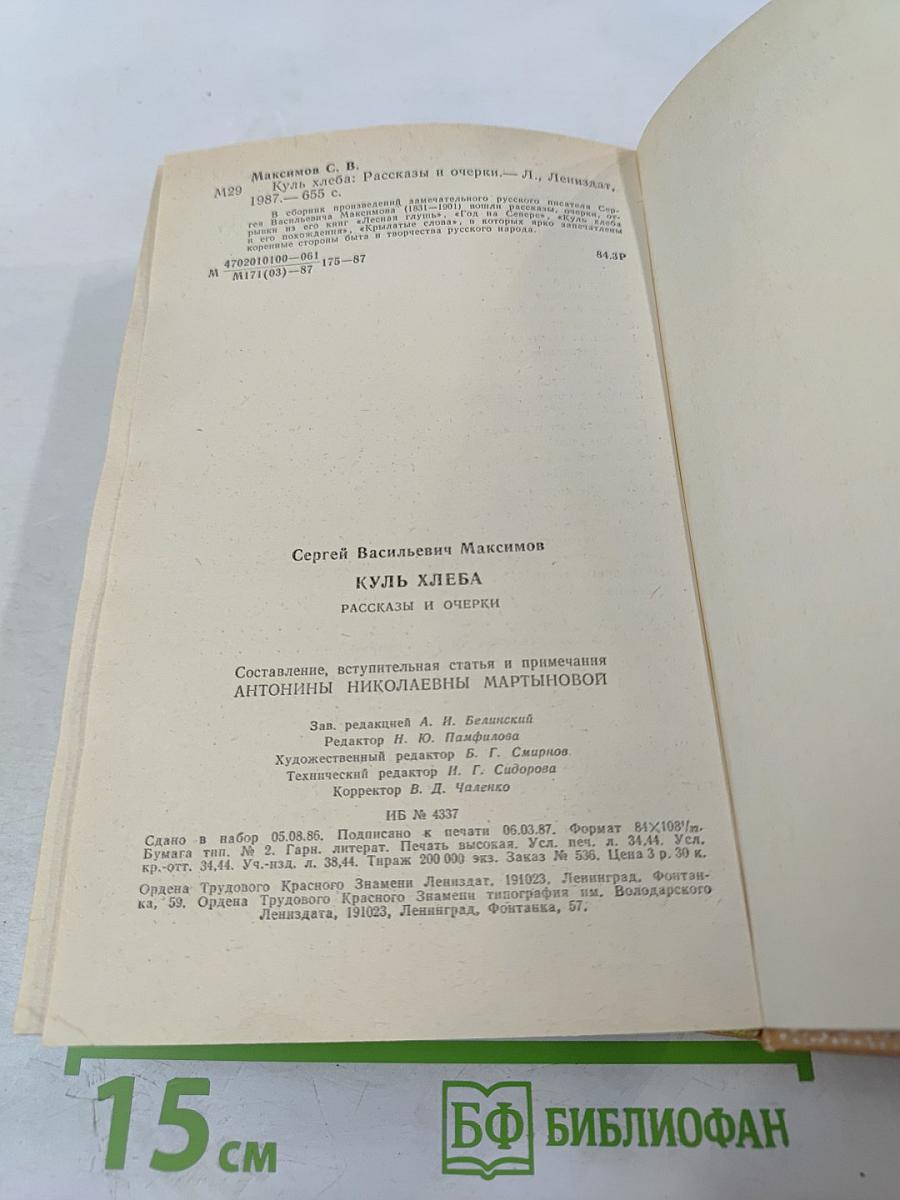 Максимов С. В.
М29 Куль хлеба: Рассказы и очерки.— Л., Лениздат,
1987.— 655 с.
В сборник произведений замечательного русского писателя Сер-
гея Васильевича Максимова (1831—1901) вошли рассказы, очерки, от-
рывки из его книг «Лесная глушь», «Год на Севере», «Куль хлеба
и его похождения», «Крылатые слова», в которых ярко запечатлены
коренные стороны быта и творчества русского народа.
М 4702010100—061 175—87 84.3Р
М171(03)—87
Сергей Васильевич Максимов
КУЛЬ ХЛЕБА
РАССКАЗЫ И ОЧЕРКИ
Составление, вступительная статья и примечания
АНТОНИНЫ НИКОЛАЕВНЫ МАРТЫНОВОЙ
Зав. редакцией А. И. Белинский
Редактор Н. Ю. Памфилова
Художественный редактор Б. Г. Смирнов
Технический редактор И. Г. Сидорова
Корректор В. Д. Чаленко
ИБ № 4337
Сдано в набор 05.08.86. Подписано к печати 06.03.87. Формат 84×108¹/₃₂.
Бумага тип. № 2. Гарн. литерат. Печать высокая. Усл. печ. л. 34,44. Усл.
кр.-отт. 34,44. Уч.-изд. л. 38,44. Тираж 200 000 экз. Заказ № 536. Цена 3 р. 30 к.
Ордена Трудового Красного Знамени Лениздат, 191023, Ленинград, Фонтан-
ка, 59. Ордена Трудового Красного Знамени типография им. Володарского
Лениздата, 191023, Ленинград, Фонтанка, 57.
15 см
БФ БИБЛИОФАН